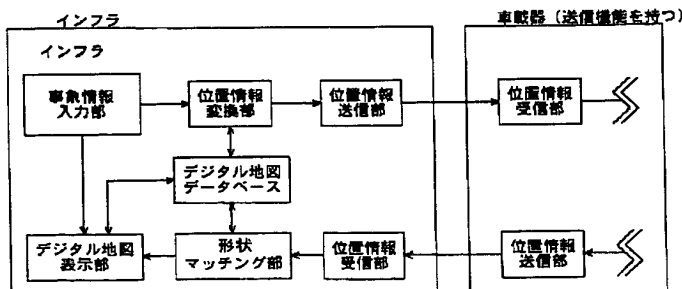 インフラ
車載器（送信機能を持つ）
インフラ
事象情報
入力部
位置情報
変換部
位置情報
送信部
位置情報
受信部
デジタル地図
データベース
デジタル地図
表示部
形状
マッチング部
位置情報
受信部
位置情報
送信部